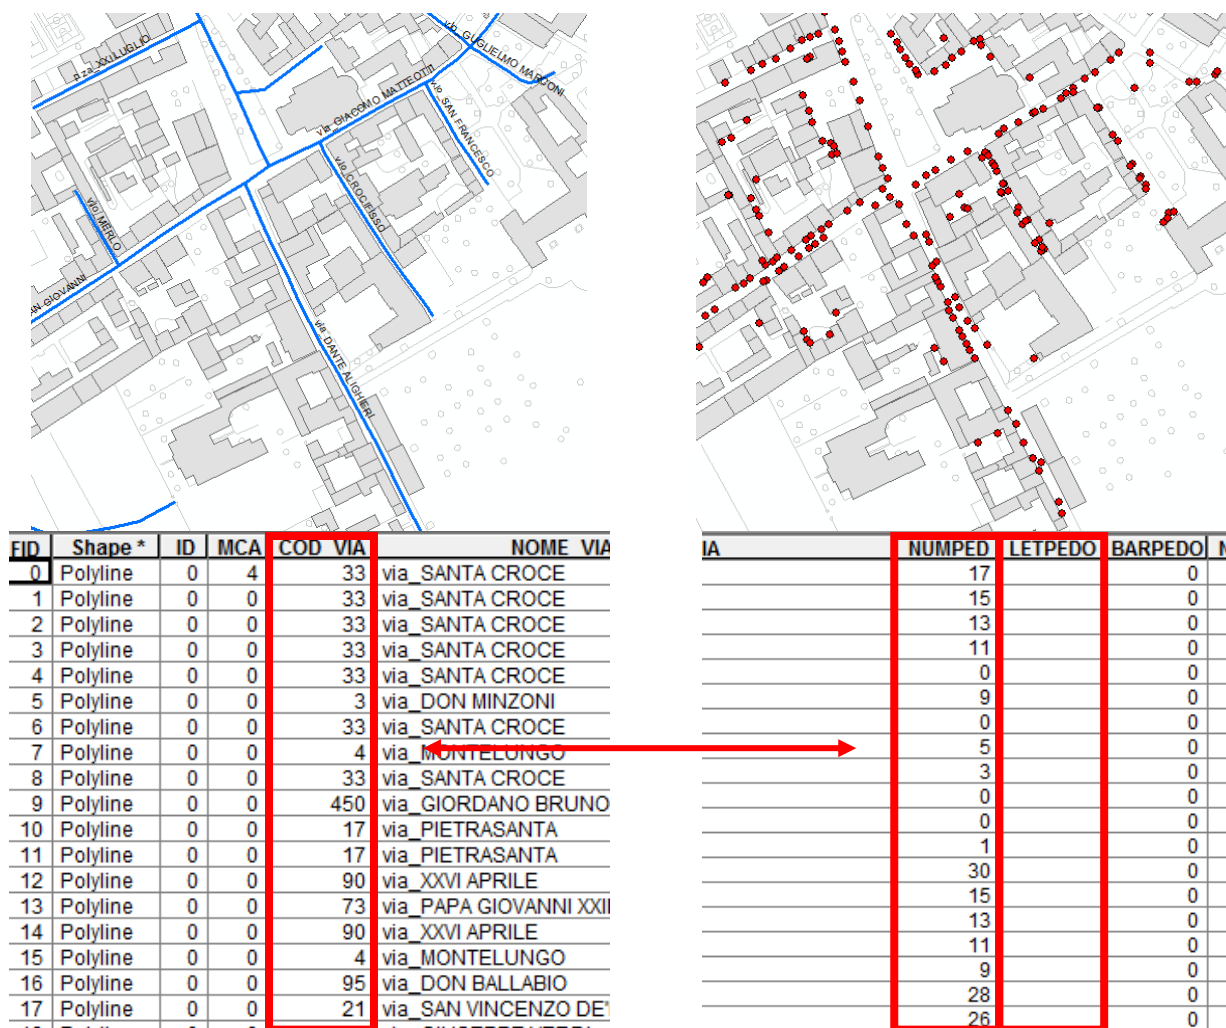 p.za_XXII LUGLIO
v.lo_GUGLIELMO MARCONI
via_GIACOMO MATTEOTTI
v.lo_SAN FRANCESCO
v.lo_CROCIFISSO
v.lo_MERLO
AN GIOVANNI
via_DANTE ALIGHIERI
FID Shape * ID MCA COD_VIA NOME_VIA
0 Polyline 0 4 33 via_SANTA CROCE
1 Polyline 0 0 33 via_SANTA CROCE
2 Polyline 0 0 33 via_SANTA CROCE
3 Polyline 0 0 33 via_SANTA CROCE
4 Polyline 0 0 33 via_SANTA CROCE
5 Polyline 0 0 3 via_DON MINZONI
6 Polyline 0 0 33 via_SANTA CROCE
7 Polyline 0 0 4 via_MONTELUNGO
8 Polyline 0 0 33 via_SANTA CROCE
9 Polyline 0 0 450 via_GIORDANO BRUNO
10 Polyline 0 0 17 via_PIETRASANTA
11 Polyline 0 0 17 via_PIETRASANTA
12 Polyline 0 0 90 via_XXVI APRILE
13 Polyline 0 0 73 via_PAPA GIOVANNI XXII
14 Polyline 0 0 90 via_XXVI APRILE
15 Polyline 0 0 4 via_MONTELUNGO
16 Polyline 0 0 95 via_DON BALLABIO
17 Polyline 0 0 21 via_SAN VINCENZO DE'
IA NUMPED LETPEDO BARPEDO N
17 0
15 0
13 0
11 0
0 0
9 0
0 0
5 0
3 0
0 0
0 0
1 0
30 0
15 0
13 0
11 0
9 0
28 0
26 0